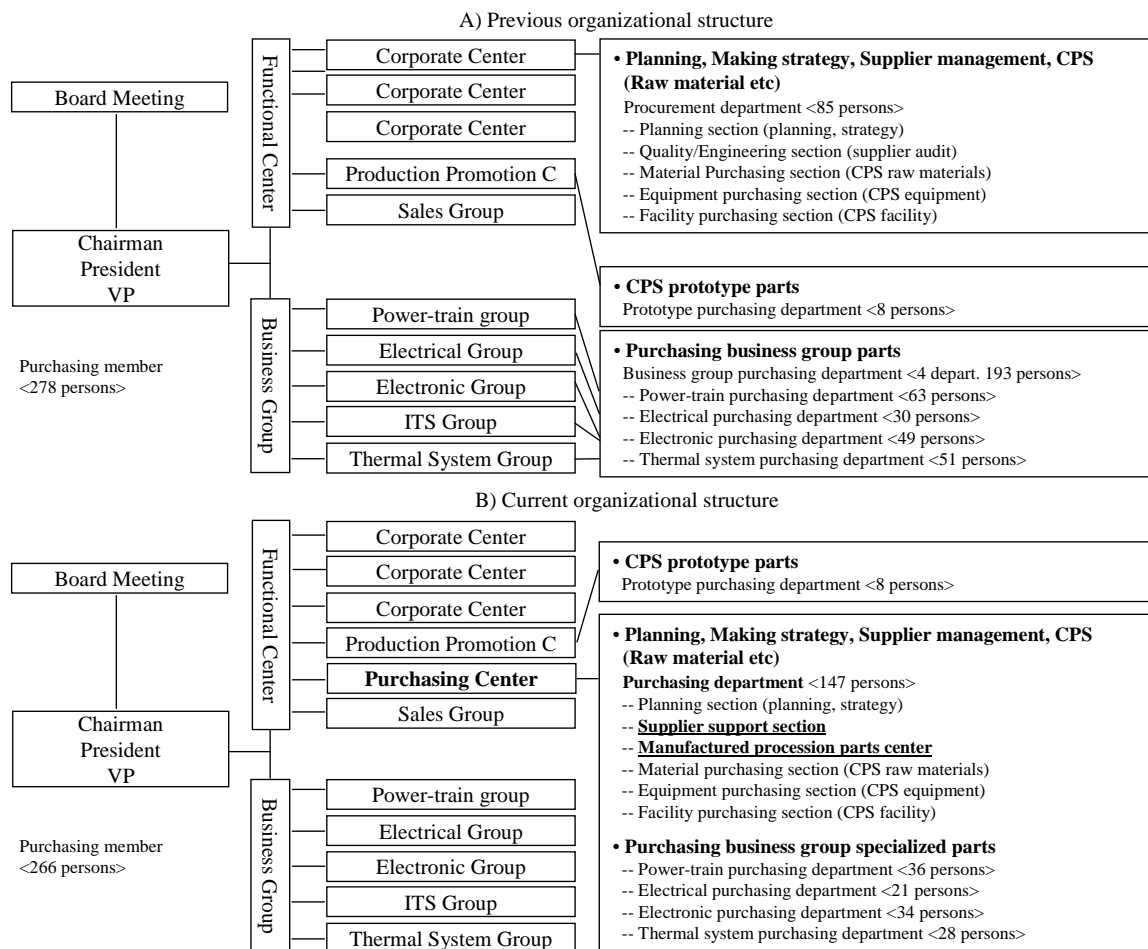 A) Previous organizational structure
Board Meeting
Chairman
President
VP
Purchasing member
<278 persons>
Functional Center
Corporate Center
Corporate Center
Corporate Center
Production Promotion C
Sales Group
Business Group
Power-train group
Electrical Group
Electronic Group
ITS Group
Thermal System Group
• Planning, Making strategy, Supplier management, CPS
(Raw material etc)
Procurement department <85 persons>
-- Planning section (planning, strategy)
-- Quality/Engineering section (supplier audit)
-- Material Purchasing section (CPS raw materials)
-- Equipment purchasing section (CPS equipment)
-- Facility purchasing section (CPS facility)
• CPS prototype parts
Prototype purchasing department <8 persons>
• Purchasing business group parts
Business group purchasing department <4 depart. 193 persons>
-- Power-train purchasing department <63 persons>
-- Electrical purchasing department <30 persons>
-- Electronic purchasing department <49 persons>
-- Thermal system purchasing department <51 persons>
B) Current organizational structure
Board Meeting
Chairman
President
VP
Purchasing member
<266 persons>
Functional Center
Corporate Center
Corporate Center
Corporate Center
Production Promotion C
Purchasing Center
Sales Group
Business Group
Power-train group
Electrical Group
Electronic Group
ITS Group
Thermal System Group
• CPS prototype parts
Prototype purchasing department <8 persons>
• Planning, Making strategy, Supplier management, CPS
(Raw material etc)
Purchasing department <147 persons>
-- Planning section (planning, strategy)
-- Supplier support section
-- Manufactured procession parts center
-- Material purchasing section (CPS raw materials)
-- Equipment purchasing section (CPS equipment)
-- Facility purchasing section (CPS facility)
• Purchasing business group specialized parts
-- Power-train purchasing department <36 persons>
-- Electrical purchasing department <21 persons>
-- Electronic purchasing department <34 persons>
-- Thermal system purchasing department <28 persons>